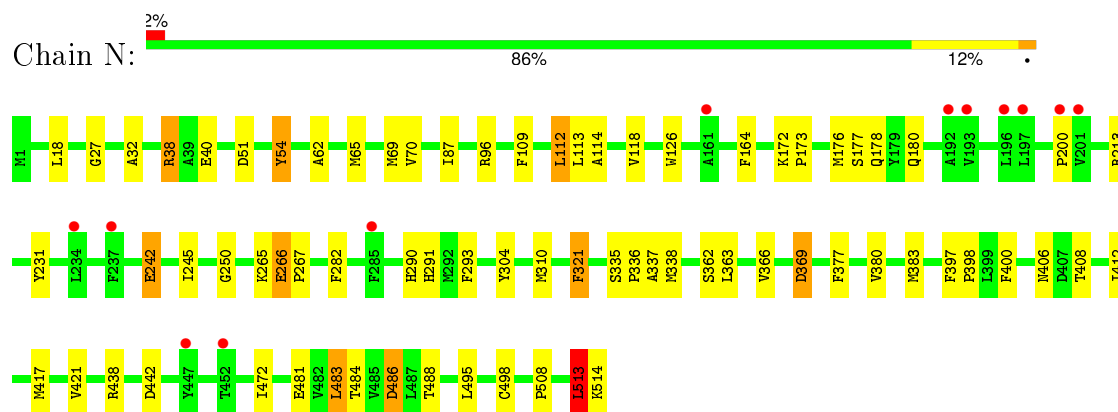 2%
Chain N:
86% 12% •
M1 L18 G27 A32 R38 A39 E40 D51 Y54 A62 M65 M69 V70 I87 R96 F109 L112 L113 A114 V118 W126 A161 F164 K172 P173 M176 S177 Q178 Y179 Q180 A192 V193 L196 L197 P200 V201
Y231 L234 F237 E242 I245 G250 K265 E266 P267 F282 F285 H290 H291 M292 F293 Y304 M310 F321 S335 P336 A337 M338 S362 L363 V366 D369 F377 V380 M383 F397 P398 L399 F400 N406 D407 T408
M417 V421 R438 D442 Y447 T452 I472 E481 V482 L483 T484 V485 D486 L487 T488 L495 C498 P508 L513 K514